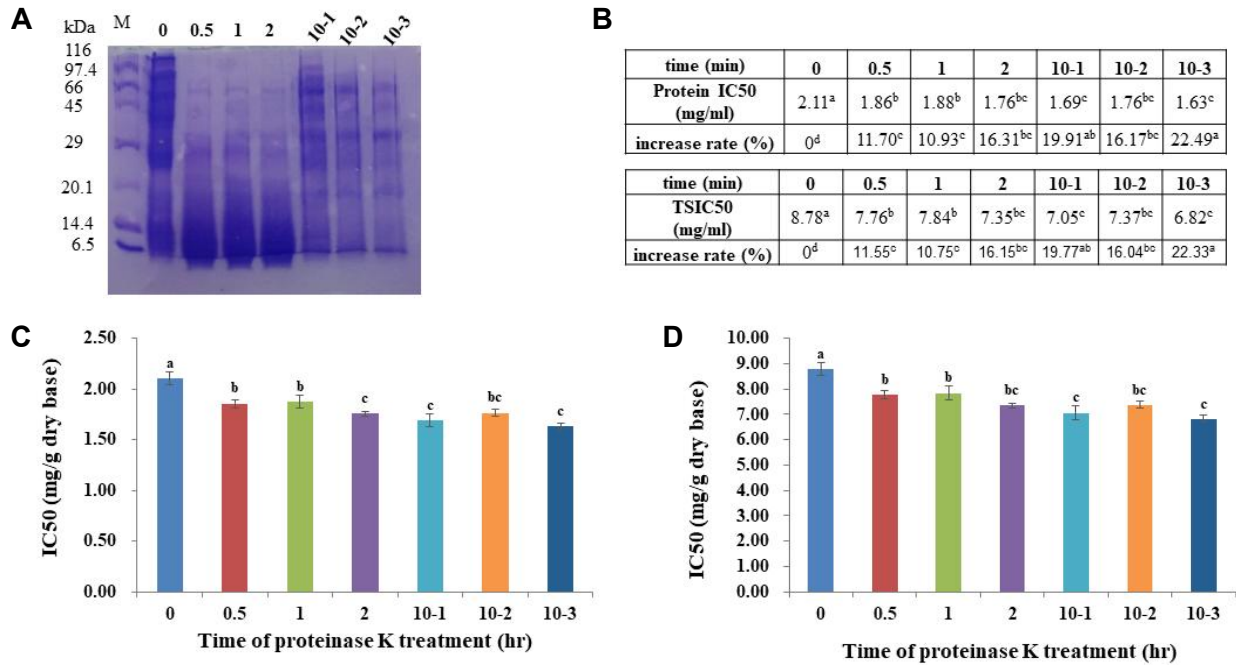 A
kDa M 0 0.5 1 2 10-1 10-2 10-3
116
97.4
66
45
29
20.1
14.4
6.5
B
time (min) 0 0.5 1 2 10-1 10-2 10-3
Protein IC50 (mg/ml) 2.11a 1.86b 1.88b 1.76bc 1.69c 1.76bc 1.63c
increase rate (%) 0d 11.70c 10.93c 16.31bc 19.91ab 16.17bc 22.49a
time (min) 0 0.5 1 2 10-1 10-2 10-3
TSIC50 (mg/ml) 8.78a 7.76b 7.84b 7.35bc 7.05c 7.37bc 6.82c
increase rate (%) 0d 11.55c 10.75c 16.15bc 19.77ab 16.04bc 22.33a
C
IC50 (mg/g dry base)
2.50
2.00
1.50
1.00
0.50
0.00
a b b c c bc c
0 0.5 1 2 10-1 10-2 10-3
Time of proteinase K treatment (hr)
D
IC50 (mg/g dry base)
10.00
9.00
8.00
7.00
6.00
5.00
4.00
3.00
2.00
1.00
0.00
a b b bc c bc c
0 0.5 1 2 10-1 10-2 10-3
Time of proteinase K treatment (hr)